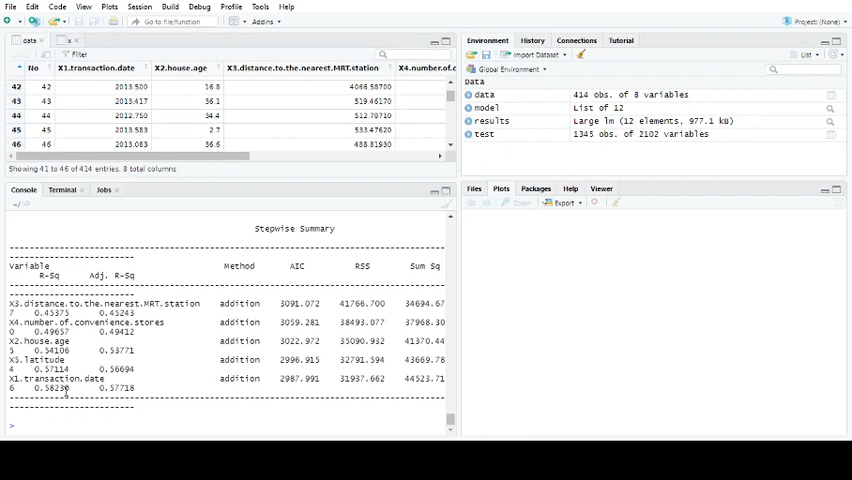 File Edit Code View Plots Session Build Debug Profile Tools Help
Go to file/function Addins Project: (None)
data x
Filter
No X1.transaction.date X2.house.age X3.distance.to.the.nearest.MRT.station X4.number.of.c
42 42 2013.500 16.8 4066.58700
43 43 2013.417 36.1 519.46170
44 44 2012.750 34.4 512.78710
45 45 2013.583 2.7 533.47620
46 46 2013.083 36.6 488.81930
Showing 41 to 46 of 414 entries, 8 total columns
Console Terminal Jobs
~/
Stepwise Summary
Variable Method AIC RSS Sum Sq
R-Sq Adj. R-Sq
X3.distance.to.the.nearest.MRT.station addition 3091.072 41766.700 34694.67
7 0.45375 0.45243
X4.number.of.convenience.stores addition 3059.281 38493.077 37968.30
0 0.49657 0.49412
X2.house.age addition 3022.972 35090.932 41370.44
5 0.54106 0.53771
X5.latitude addition 2996.915 32791.594 43669.78
4 0.57114 0.56694
X1.transaction.date addition 2987.991 31937.662 44523.71
6 0.58230 0.57718
>
Environment History Connections Tutorial
Import Dataset List
Global Environment
Data
data 414 obs. of 8 variables
model List of 12
results Large lm (12 elements, 977.1 kB)
test 1345 obs. of 2102 variables
Files Plots Packages Help Viewer
Zoom Export